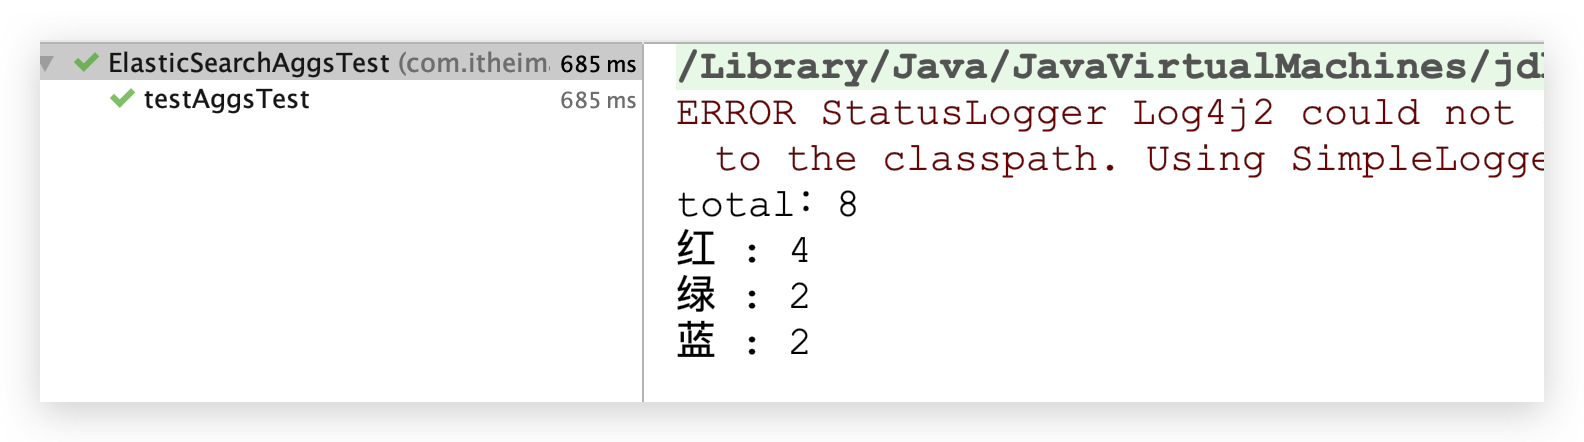 ElasticSearchAggsTest (com.itheima 685 ms
testAggsTest 685 ms
/Library/Java/JavaVirtualMachines/jd
ERROR StatusLogger Log4j2 could not
to the classpath. Using SimpleLogge
total: 8
红 : 4
绿 : 2
蓝 : 2